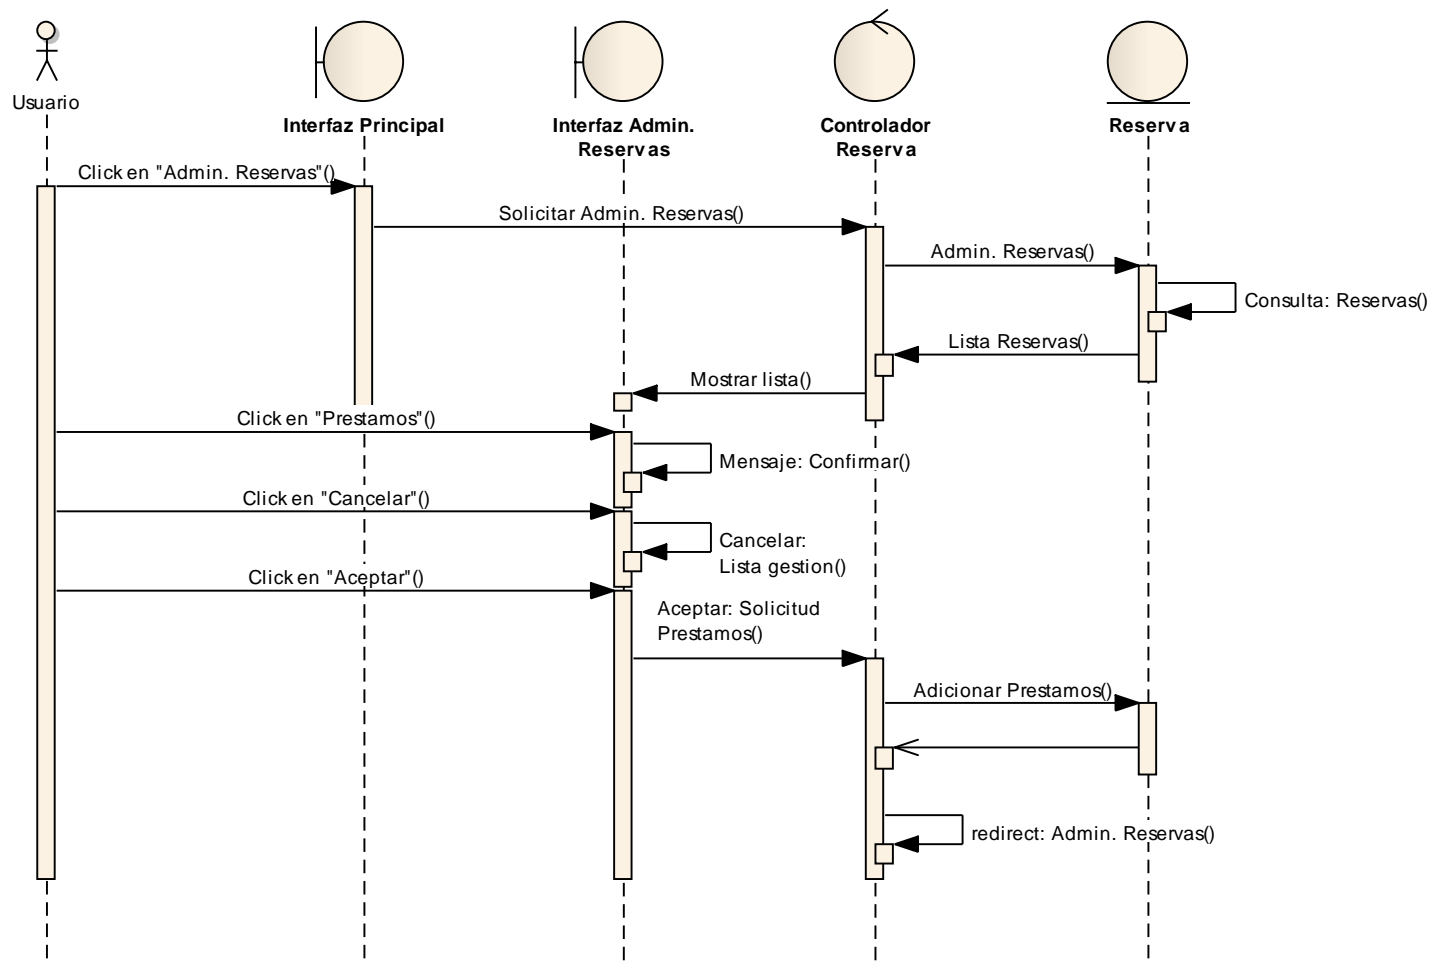 Usuario
Interfaz Principal
Interfaz Admin.
Reservas
Controlador
Reserva
Reserva
Click en "Admin. Reservas"()
Solicitar Admin. Reservas()
Admin. Reservas()
Consulta: Reservas()
Lista Reservas()
Mostrar lista()
Click en "Prestamos"()
Mensaje: Confirmar()
Click en "Cancelar"()
Cancelar:
Lista gestion()
Click en "Aceptar"()
Aceptar: Solicitud
Prestamos()
Adicionar Prestamos()
redirect: Admin. Reservas()